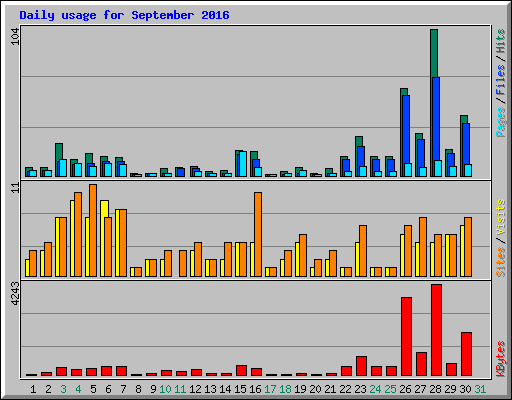 Daily usage for September 2016
104
Pages / Files / Hits
11
Sites / Visits
4243
KBytes
1 2 3 4 5 6 7 8 9 10 11 12 13 14 15 16 17 18 19 20 21 22 23 24 25 26 27 28 29 30 31